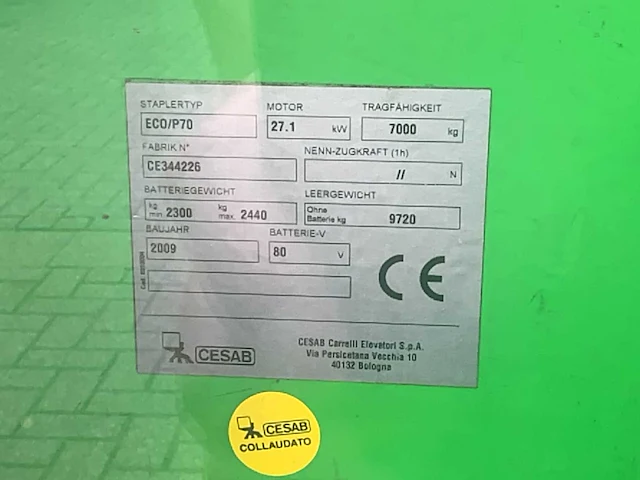 STAPLERTYP MOTOR TRAGFÄHIGKEIT
ECO/P70 27.1 kW 7000 kg
FABRIK N° NENN-ZUGKRAFT (1h)
CE344226 // N
BATTERIEGEWICHT LEERGEWICHT
kg min. 2300 kg max. 2440 Ohne Batterie kg 9720
BAUJAHR BATTERIE-V
2009 80 V
CE
CESAB
CESAB Carrelli Elevatori S.p.A.
Via Persicetana Vecchia 10
40132 Bologna
CESAB
COLLAUDATO